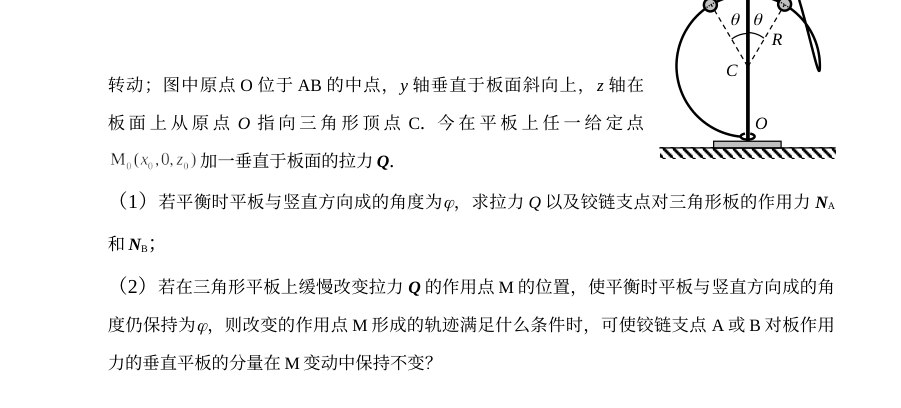 θ θ
R
C
O
转动；图中原点 O 位于 AB 的中点，y 轴垂直于板面斜向上，z 轴在
板面上从原点 O 指向三角形顶点 C．今在平板上任一给定点
M₀(x₀,0,z₀)加一垂直于板面的拉力 Q.
（1）若平衡时平板与竖直方向成的角度为φ，求拉力 Q 以及铰链支点对三角形板的作用力 N_A
和 N_B；
（2）若在三角形平板上缓慢改变拉力 Q 的作用点 M 的位置，使平衡时平板与竖直方向成的角
度仍保持为φ，则改变的作用点 M 形成的轨迹满足什么条件时，可使铰链支点 A 或 B 对板作用
力的垂直平板的分量在 M 变动中保持不变？